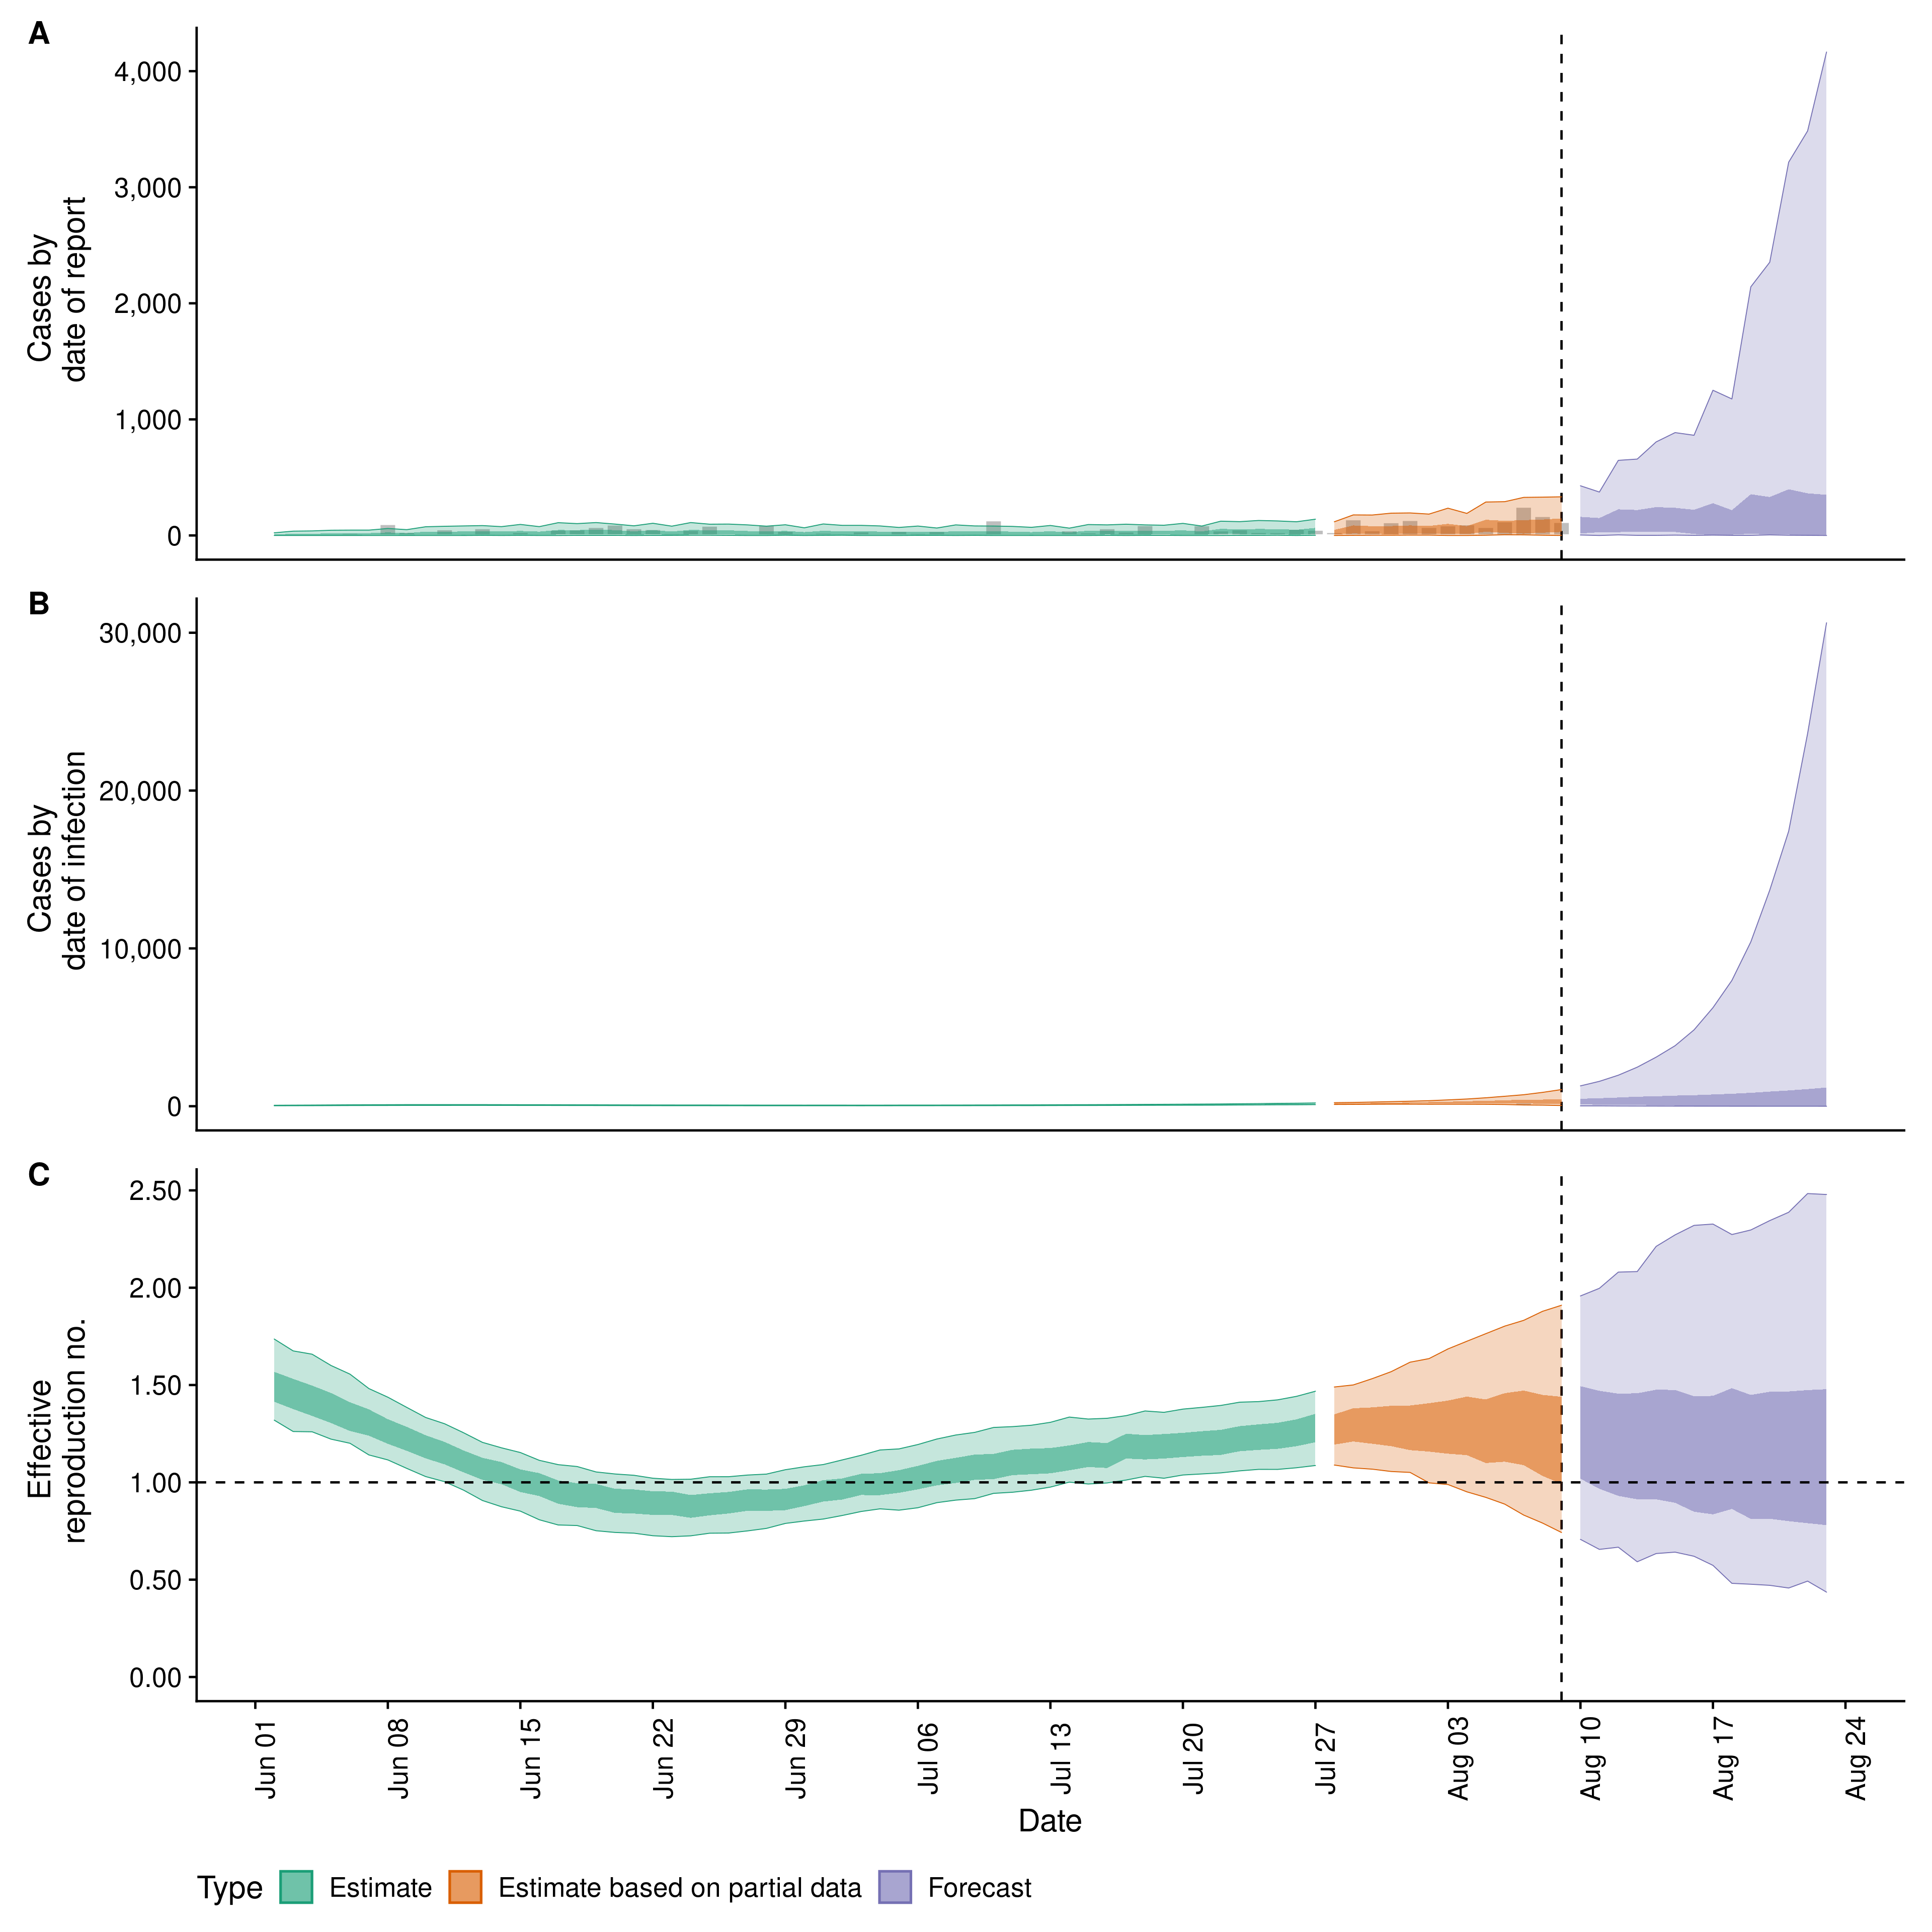 A
Cases by
date of report
4,000
3,000
2,000
1,000
0
B
Cases by
date of infection
30,000
20,000
10,000
0
C
Effective
reproduction no.
2.50
2.00
1.50
1.00
0.50
0.00
Jun 01
Jun 08
Jun 15
Jun 22
Jun 29
Jul 06
Jul 13
Jul 20
Jul 27
Aug 03
Aug 10
Aug 17
Aug 24
Date
Type Estimate Estimate based on partial data Forecast